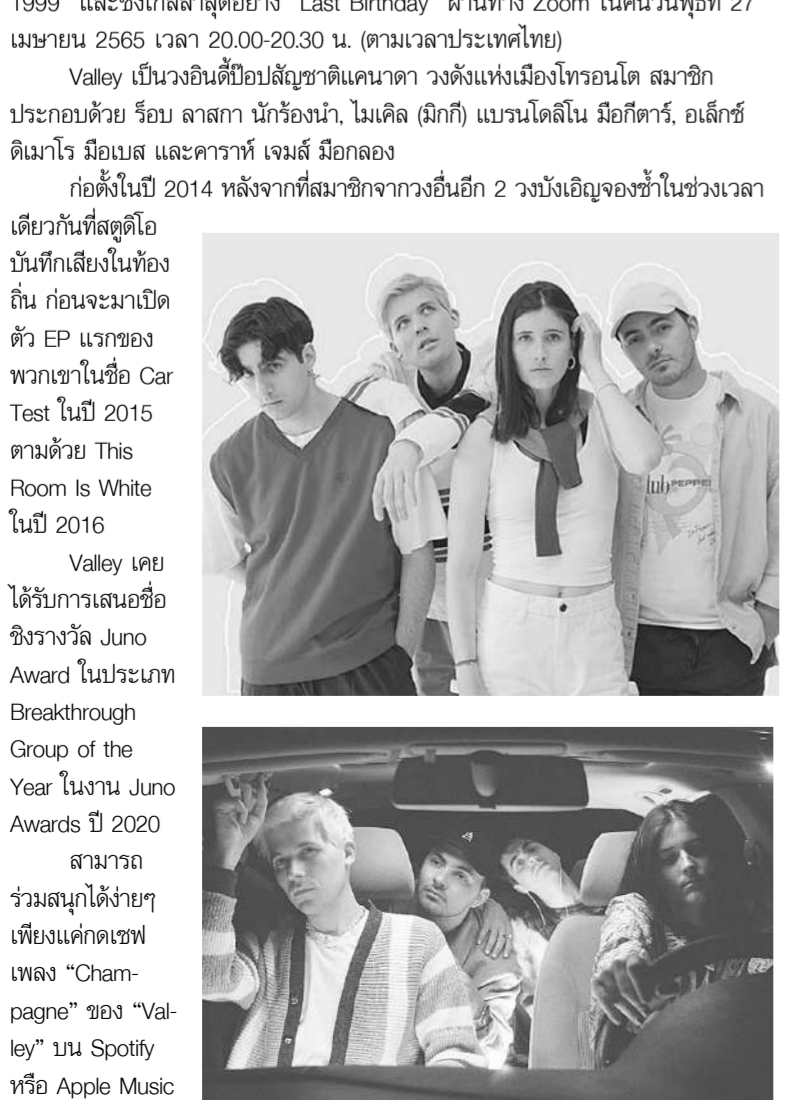 1999" และซิงเกิลล่าสุดอย่าง "Last Birthday" ผ่านทาง Zoom ในคืนวันพุธที่ 27
เมษายน 2565 เวลา 20.00-20.30 น. (ตามเวลาประเทศไทย)
Valley เป็นวงอินดี้ป๊อปสัญชาติแคนาดา วงดังแห่งเมืองโทรอนโต สมาชิก
ประกอบด้วย ร็อบ ลาสกา นักร้องนำ, ไมเคิล (มิกกี) แบรนโดลิโน มือกีตาร์, อเล็กซ์
ดิเมาโร มือเบส และคาราห์ เจมส์ มือกลอง
ก่อตั้งในปี 2014 หลังจากที่สมาชิกจากวงอื่นอีก 2 วงบังเอิญจองซ้ำในช่วงเวลา
เดียวกันที่สตูดิโอ
บันทึกเสียงในท้อง
ถิ่น ก่อนจะมาเปิด
ตัว EP แรกของ
พวกเขาในชื่อ Car
Test ในปี 2015
ตามด้วย This
Room Is White
ในปี 2016
Valley เคย
ได้รับการเสนอชื่อ
ชิงรางวัล Juno
Award ในประเภท
Breakthrough
Group of the
Year ในงาน Juno
Awards ปี 2020
สามารถ
ร่วมสนุกได้ง่ายๆ
เพียงแค่กดเซฟ
เพลง “Cham-
pagne” ของ “Val-
ley” บน Spotify
หรือ Apple Music
lub PEPPE